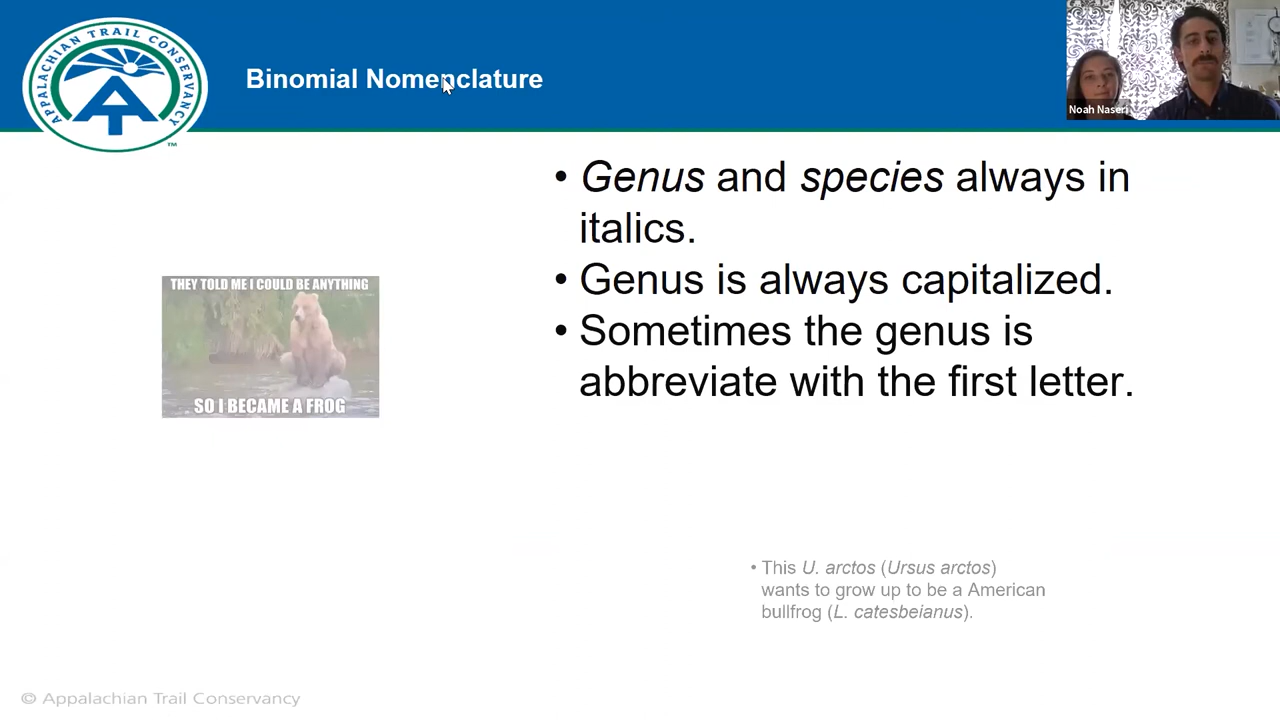 APPALACHIAN TRAIL CONSERVANCY
AT
™
Binomial Nomenclature
Noah Naseri
• Genus and species always in
italics.
• Genus is always capitalized.
• Sometimes the genus is
abbreviate with the first letter.
THEY TOLD ME I COULD BE ANYTHING
SO I BECAME A FROG
• This U. arctos (Ursus arctos)
wants to grow up to be a American
bullfrog (L. catesbeianus).
© Appalachian Trail Conservancy